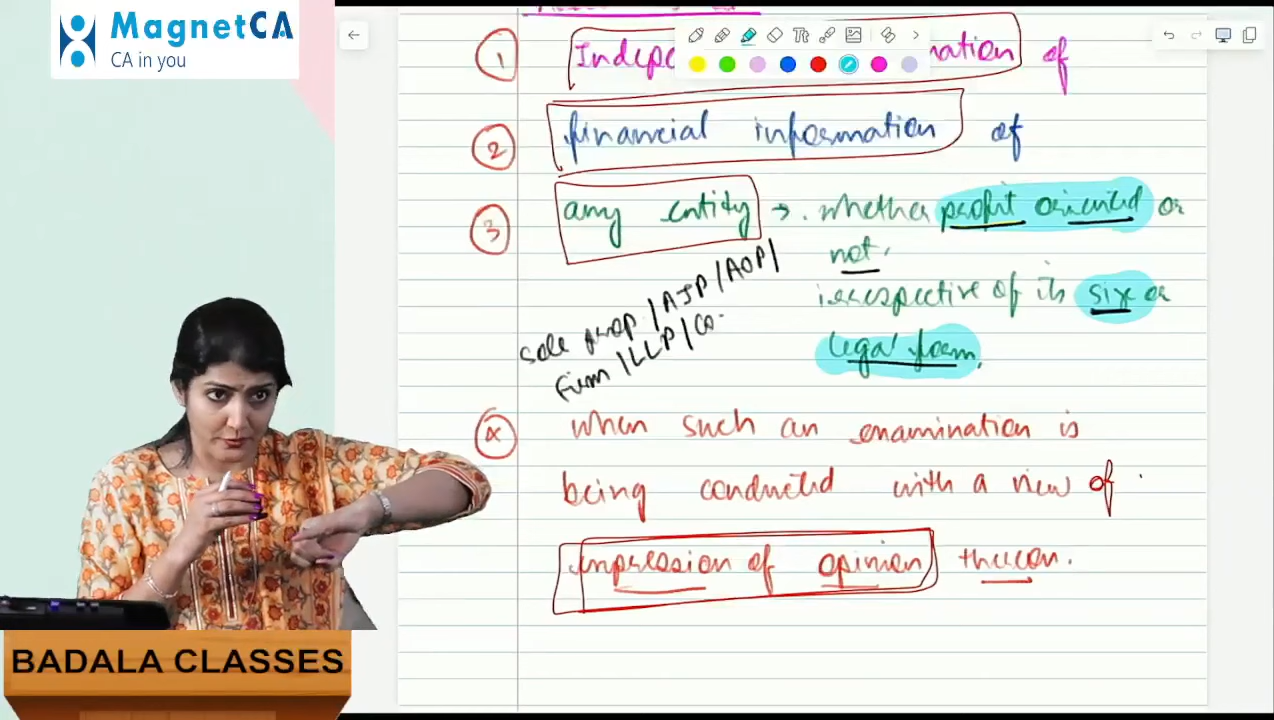 MagnetCA
CA in you
1 Indepe nation of
2 financial information of
3 any entity → whether profit oriented or
not.
irrespective of its size or
legal form.
sole prop / AJP / AOP /
Firm / LLP / Co.
4 when such an examination is
being conducted with a view of
expression of opinion thereon.
BADALA CLASSES